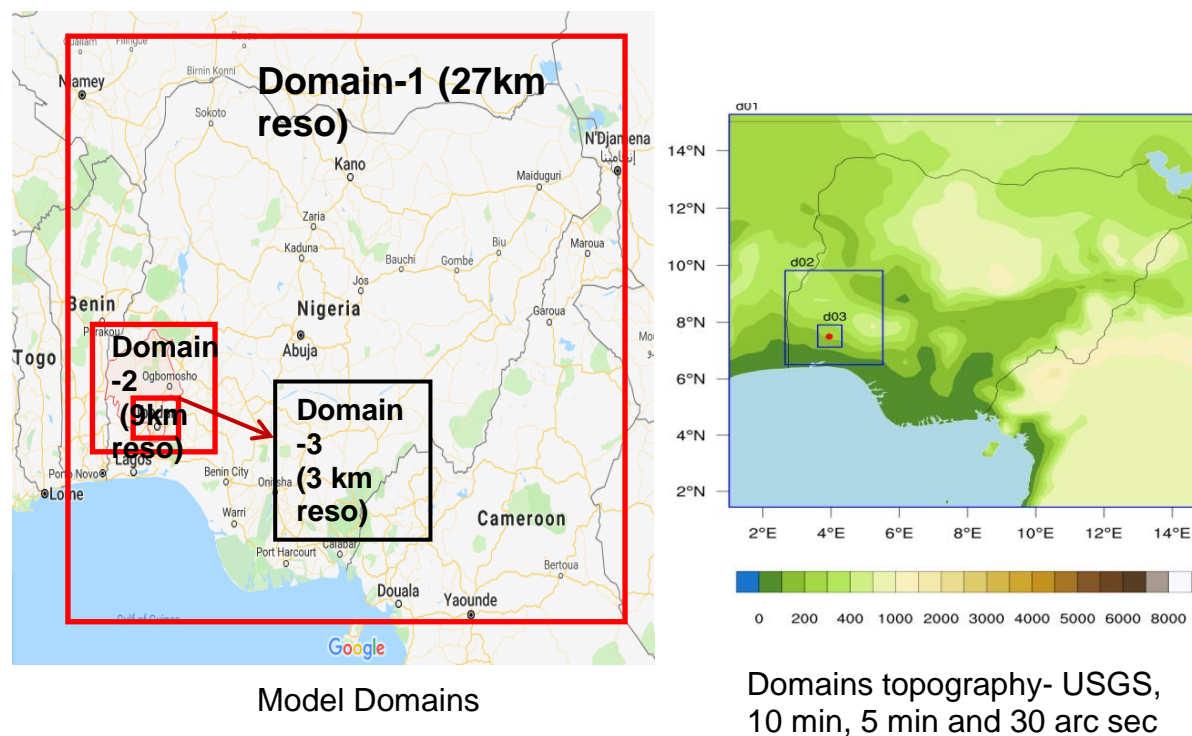 Ouallam
Filingue
Niamey
Birnin Konni
Domain-1 (27km
reso)
Sokoto
N'Djamena
إنجامينا
Kano
Maiduguri
Zaria
Kaduna
Bauchi
Gombe
Biu
Maroua
Jos
Nigeria
Garoua
Benin
Parakou
Abuja
Togo
Domain
-2
Ogbomosho
(9km
reso)
Domain
-3
(3 km
reso)
Lagos
Porto Novo
Lome
Benin City
Onitsha
Warri
Cameroon
Port Harcourt
Calabar
Bertoua
Douala
Yaounde
Gulf of Guinea
Google
Model Domains
d01
14°N
12°N
10°N
8°N
6°N
4°N
2°N
d02
d03
2°E 4°E 6°E 8°E 10°E 12°E 14°E
0 200 400 1000 2000 3000 4000 5000 6000 8000
Domains topography- USGS,
10 min, 5 min and 30 arc sec